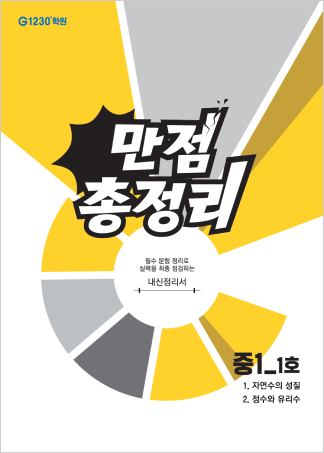 G1230 학원
만점
총정리
필수 문항 정리로
실력을 최종 점검하는
내신정리서
중1_1호
1. 자연수의 성질
2. 정수와 유리수